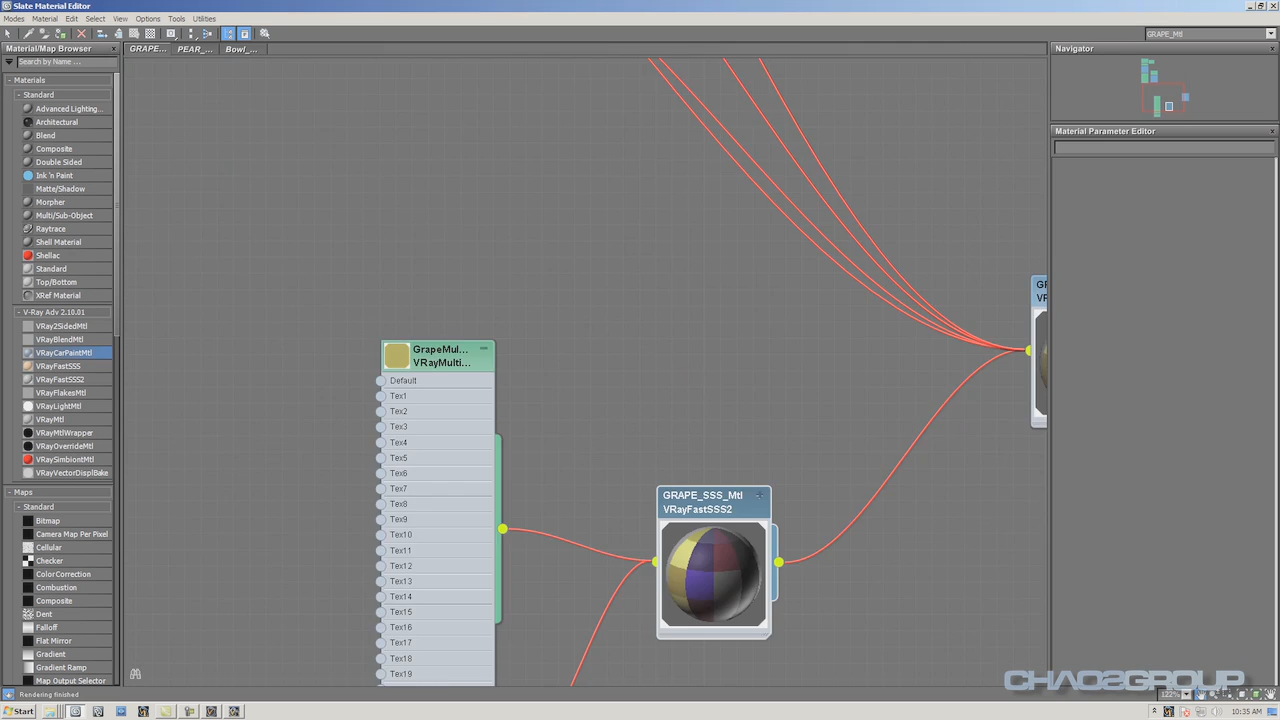 Slate Material Editor
Modes Material Edit Select View Options Tools Utilities
GRAPE_Mtl
Material/Map Browser
GRAPE... PEAR_... Bowl_...
Navigator
Search by Name ...
Materials
Standard
Advanced Lighting...
Architectural
Blend
Composite
Double Sided
Ink 'n Paint
Matte/Shadow
Morpher
Multi/Sub-Object
Raytrace
Shell Material
Shellac
Standard
Top/Bottom
XRef Material
V-Ray Adv 2.10.01
VRay2SidedMtl
VRayBlendMtl
VRayCarPaintMtl
VRayFastSSS
VRayFastSSS2
VRayFlakesMtl
VRayLightMtl
VRayMtl
VRayMtlWrapper
VRayOverrideMtl
VRaySimbiontMtl
VRayVectorDisplBake
Maps
Standard
Bitmap
Camera Map Per Pixel
Cellular
Checker
Color Correction
Combustion
Composite
Dent
Falloff
Flat Mirror
Gradient
Gradient Ramp
Map Output Selector
Material Parameter Editor
GrapeMul...
VRayMulti...
Default
Tex1
Tex2
Tex3
Tex4
Tex5
Tex6
Tex7
Tex8
Tex9
Tex10
Tex11
Tex12
Tex13
Tex14
Tex15
Tex16
Tex17
Tex18
Tex19
GRAPE_SSS_Mtl
VRayFastSSS2
CHAOSGROUP
Rendering finished
122%
Start
10:35 AM